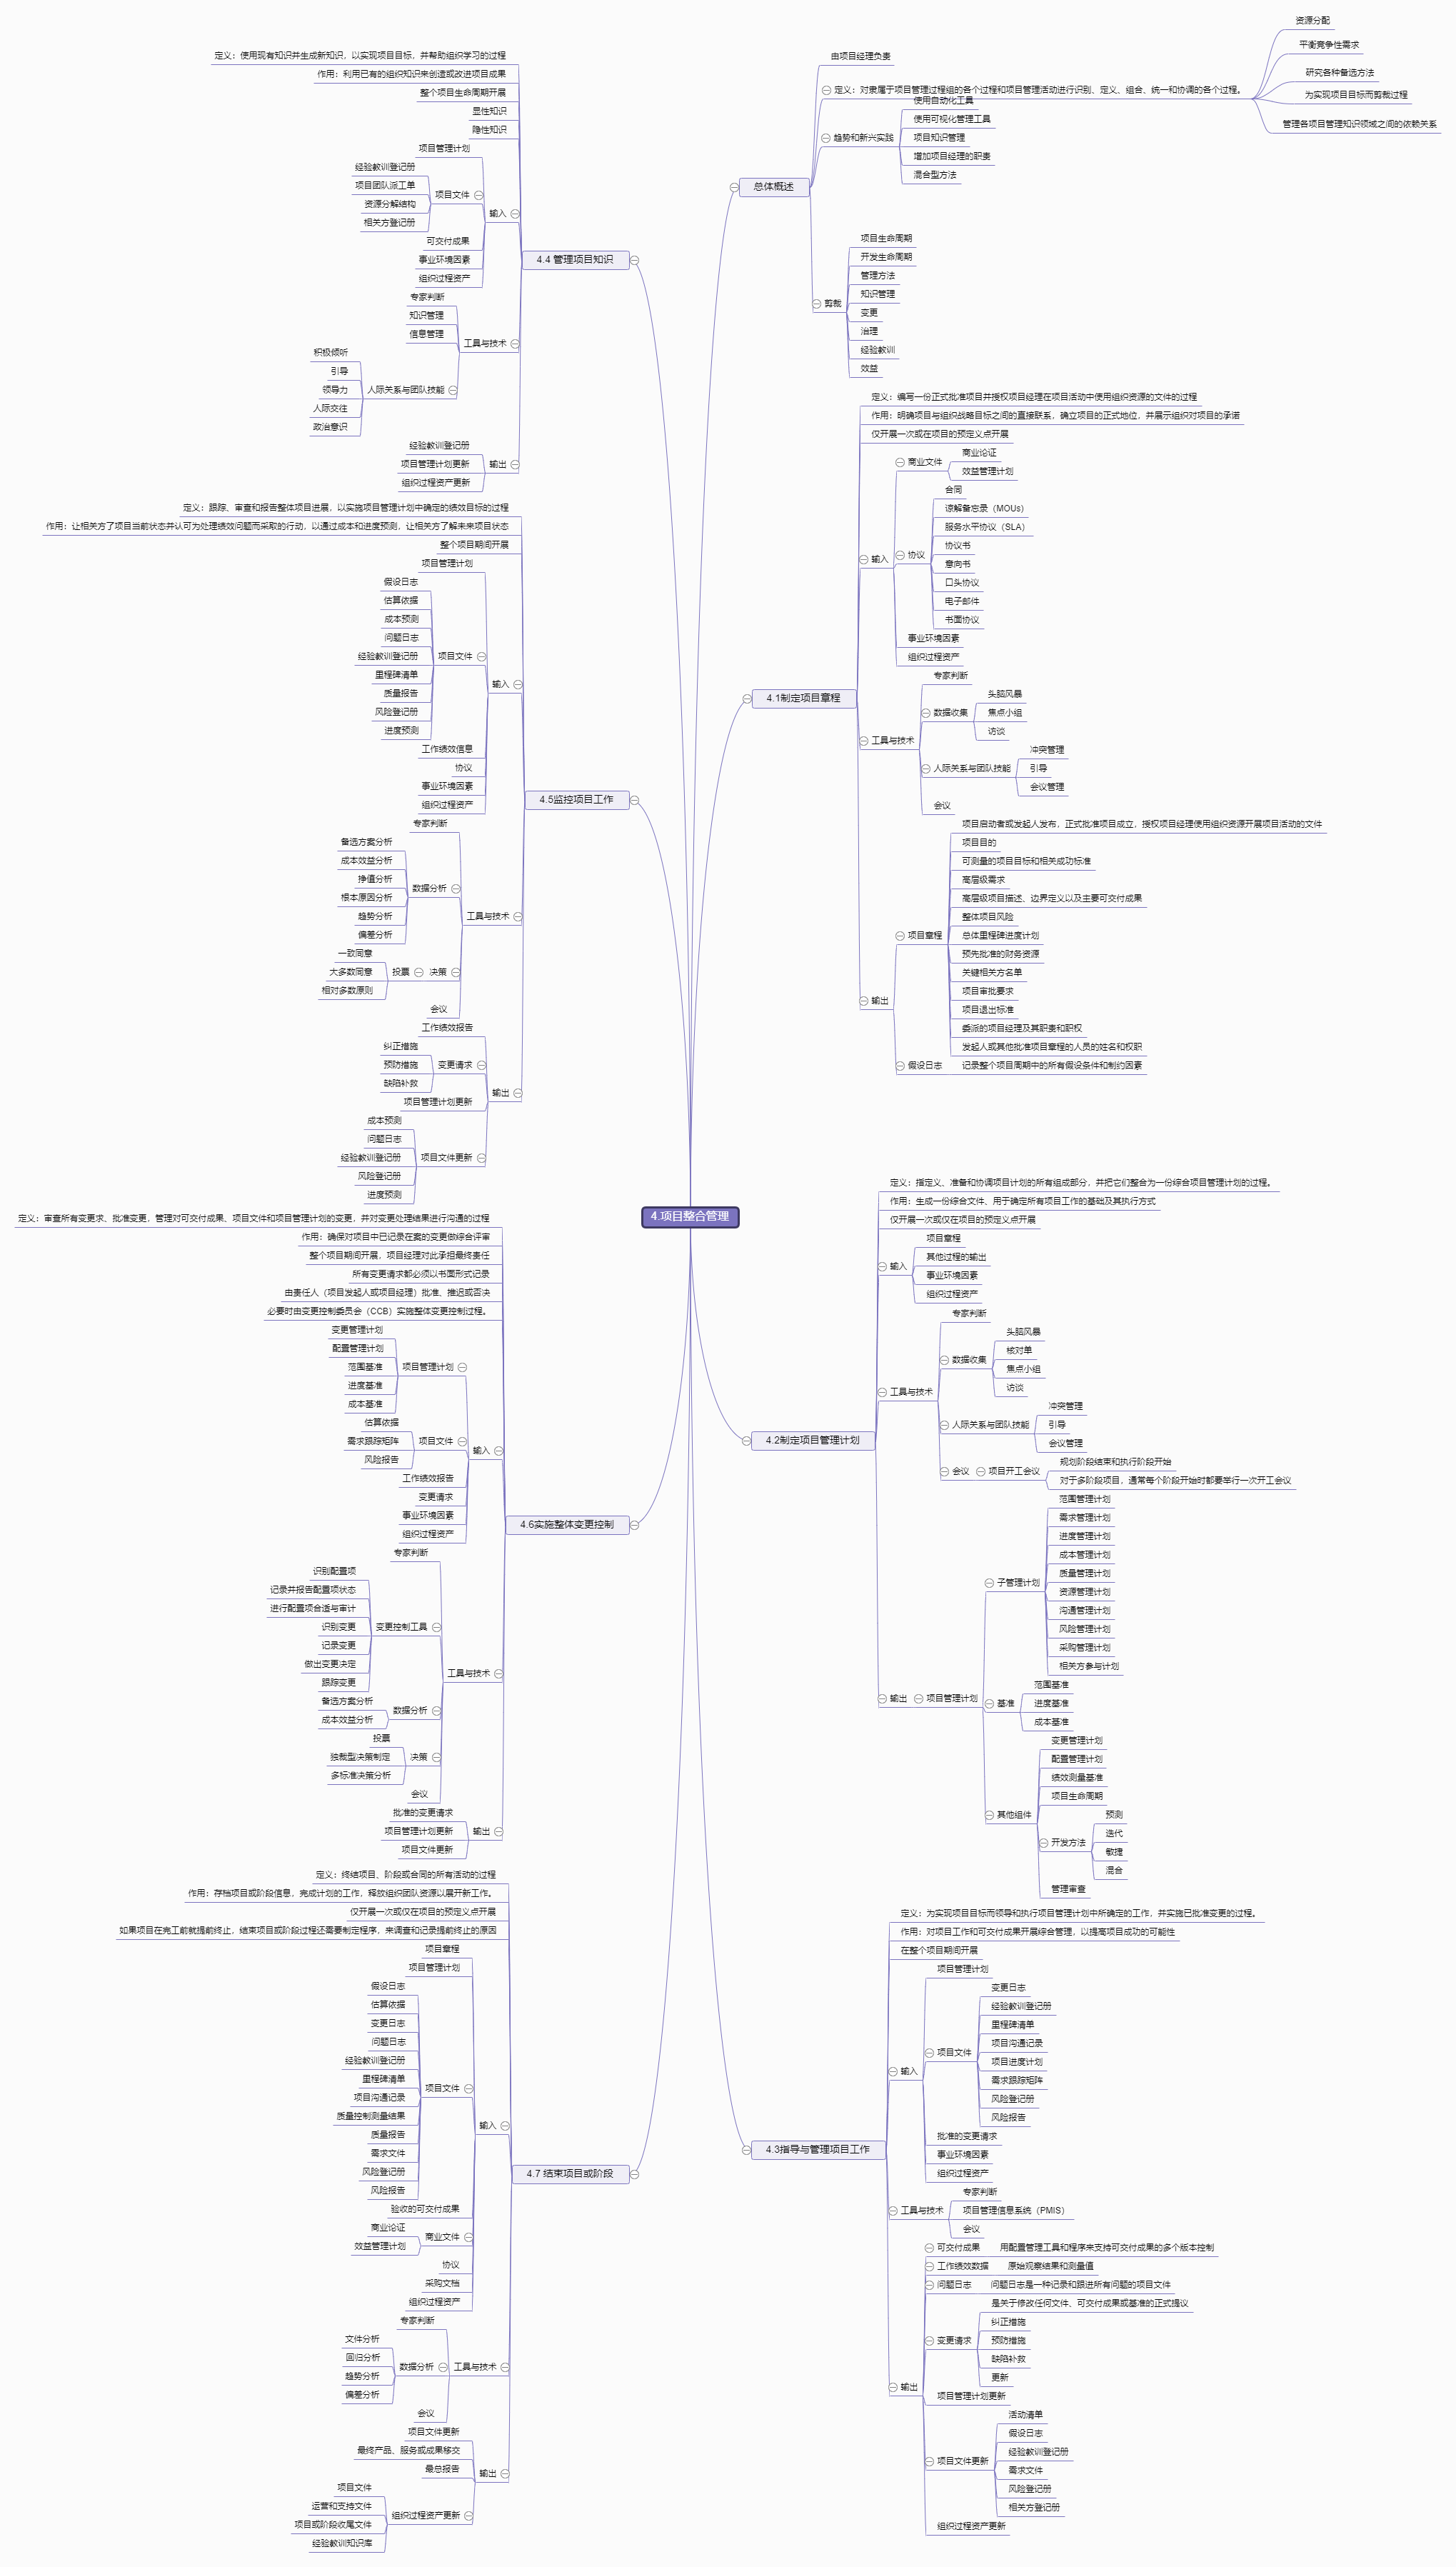 4.项目整合管理
总体概述
由项目经理负责
定义：对隶属于项目管理过程组的各个过程和项目管理活动进行识别、定义、组合、统一和协调的各个过程。
资源分配
平衡竞争性需求
研究各种备选方法
为实现项目目标而剪裁过程
管理各项目管理知识领域之间的依赖关系
趋势和新兴实践
使用自动化工具
使用可视化管理工具
项目知识管理
增加项目经理的职责
混合型方法
剪裁
项目生命周期
开发生命周期
管理方法
知识管理
变更
治理
经验教训
效益
4.1制定项目章程
定义：编写一份正式批准项目并授权项目经理在项目活动中使用组织资源的文件的过程
作用：明确项目与组织战略目标之间的直接联系，确立项目的正式地位，并展示组织对项目的承诺
仅开展一次或在项目的预定义点开展
输入
商业文件
商业论证
效益管理计划
协议
合同
谅解备忘录（MOUs）
服务水平协议（SLA）
协议书
意向书
口头协议
电子邮件
书面协议
事业环境因素
组织过程资产
工具与技术
专家判断
数据收集
头脑风暴
焦点小组
访谈
人际关系与团队技能
冲突管理
引导
会议管理
会议
输出
项目章程
项目启动者或发起人发布，正式批准项目成立，授权项目经理使用组织资源开展项目活动的文件
项目目的
可测量的项目目标和相关成功标准
高层级需求
高层级项目描述、边界定义以及主要可交付成果
整体项目风险
总体里程碑进度计划
预先批准的财务资源
关键相关方名单
项目审批要求
项目退出标准
委派的项目经理及其职责和职权
发起人或其他批准项目章程的人员的姓名和权职
假设日志
记录整个项目周期中的所有假设条件和制约因素
4.2制定项目管理计划
定义：指定义、准备和协调项目计划的所有组成部分，并把它们整合为一份综合项目管理计划的过程。
作用：生成一份综合文件、用于确定所有项目工作的基础及其执行方式
仅开展一次或仅在项目的预定义点开展
输入
项目章程
其他过程的输出
事业环境因素
组织过程资产
工具与技术
专家判断
数据收集
头脑风暴
核对单
焦点小组
访谈
人际关系与团队技能
冲突管理
引导
会议管理
会议
项目开工会议
规划阶段结束和执行阶段开始
对于多阶段项目，通常每个阶段开始时都要举行一次开工会议
输出
项目管理计划
子管理计划
范围管理计划
需求管理计划
进度管理计划
成本管理计划
质量管理计划
资源管理计划
沟通管理计划
风险管理计划
采购管理计划
相关方参与计划
基准
范围基准
进度基准
成本基准
其他组件
变更管理计划
配置管理计划
绩效测量基准
项目生命周期
开发方法
预测
迭代
敏捷
混合
管理审查
4.3指导与管理项目工作
定义：为实现项目目标而领导和执行项目管理计划中所确定的工作，并实施已批准变更的过程。
作用：对项目工作和可交付成果开展综合管理，以提高项目成功的可能性
在整个项目期间开展
输入
项目管理计划
项目文件
变更日志
经验教训登记册
里程碑清单
项目沟通记录
项目进度计划
需求跟踪矩阵
风险登记册
风险报告
批准的变更请求
事业环境因素
组织过程资产
工具与技术
专家判断
项目管理信息系统（PMIS）
会议
输出
可交付成果
用配置管理工具和程序来支持可交付成果的多个版本控制
工作绩效数据
原始观察结果和测量值
问题日志
问题日志是一种记录和跟进所有问题的项目文件
变更请求
是关于修改任何文件、可交付成果或基准的正式提议
纠正措施
预防措施
缺陷补救
更新
项目管理计划更新
项目文件更新
活动清单
假设日志
经验教训登记册
需求文件
风险登记册
相关方登记册
组织过程资产更新
4.4 管理项目知识
定义：使用现有知识并生成新知识，以实现项目目标，并帮助组织学习的过程
作用：利用已有的组织知识来创造或改进项目成果
整个项目生命周期开展
显性知识
隐性知识
输入
项目管理计划
项目文件
经验教训登记册
项目团队派工单
资源分解结构
相关方登记册
可交付成果
事业环境因素
组织过程资产
工具与技术
专家判断
知识管理
信息管理
人际关系与团队技能
积极倾听
引导
领导力
人际交往
政治意识
输出
经验教训登记册
项目管理计划更新
组织过程资产更新
4.5监控项目工作
定义：跟踪、审查和报告整体项目进展，以实施项目管理计划中确定的绩效目标的过程
作用：让相关方了项目当前状态并认可为处理绩效问题而采取的行动，以通过成本和进度预测，让相关方了解未来项目状态
整个项目期间开展
输入
项目管理计划
项目文件
假设日志
估算依据
成本预测
问题日志
经验教训登记册
里程碑清单
质量报告
风险登记册
进度预测
工作绩效信息
协议
事业环境因素
组织过程资产
工具与技术
专家判断
数据分析
备选方案分析
成本效益分析
挣值分析
根本原因分析
趋势分析
偏差分析
决策
投票
一致同意
大多数同意
相对多数原则
会议
输出
工作绩效报告
变更请求
纠正措施
预防措施
缺陷补救
项目管理计划更新
项目文件更新
成本预测
问题日志
经验教训登记册
风险登记册
进度预测
4.6实施整体变更控制
定义：审查所有变更求、批准变更，管理对可交付成果、项目文件和项目管理计划的变更，并对变更处理结果进行沟通的过程
作用：确保对项目中已记录在案的变更做综合评审
整个项目期间开展，项目经理对此承担最终责任
所有变更请求都必须以书面形式记录
由责任人（项目发起人或项目经理）批准、推迟或否决
必要时由变更控制委员会（CCB）实施整体变更控制过程。
输入
项目管理计划
变更管理计划
配置管理计划
范围基准
进度基准
成本基准
项目文件
估算依据
需求跟踪矩阵
风险报告
工作绩效报告
变更请求
事业环境因素
组织过程资产
工具与技术
专家判断
变更控制工具
识别配置项
记录并报告配置项状态
进行配置项合适与审计
识别变更
记录变更
做出变更决定
跟踪变更
数据分析
备选方案分析
成本效益分析
决策
投票
独裁型决策制定
多标准决策分析
会议
输出
批准的变更请求
项目管理计划更新
项目文件更新
4.7 结束项目或阶段
定义：终结项目、阶段或合同的所有活动的过程
作用：存档项目或阶段信息，完成计划的工作，释放组织团队资源以展开新工作。
仅开展一次或仅在项目的预定义点开展
如果项目在完工前就提前终止，结束项目或阶段过程还需要制定程序，来调查和记录提前终止的原因
输入
项目章程
项目管理计划
项目文件
假设日志
估算依据
变更日志
问题日志
经验教训登记册
里程碑清单
项目沟通记录
质量控制测量结果
质量报告
需求文件
风险登记册
风险报告
验收的可交付成果
商业文件
商业论证
效益管理计划
协议
采购文档
组织过程资产
工具与技术
专家判断
数据分析
文件分析
回归分析
趋势分析
偏差分析
会议
输出
项目文件更新
最终产品、服务或成果移交
最总报告
组织过程资产更新
项目文件
运营和支持文件
项目或阶段收尾文件
经验教训知识库